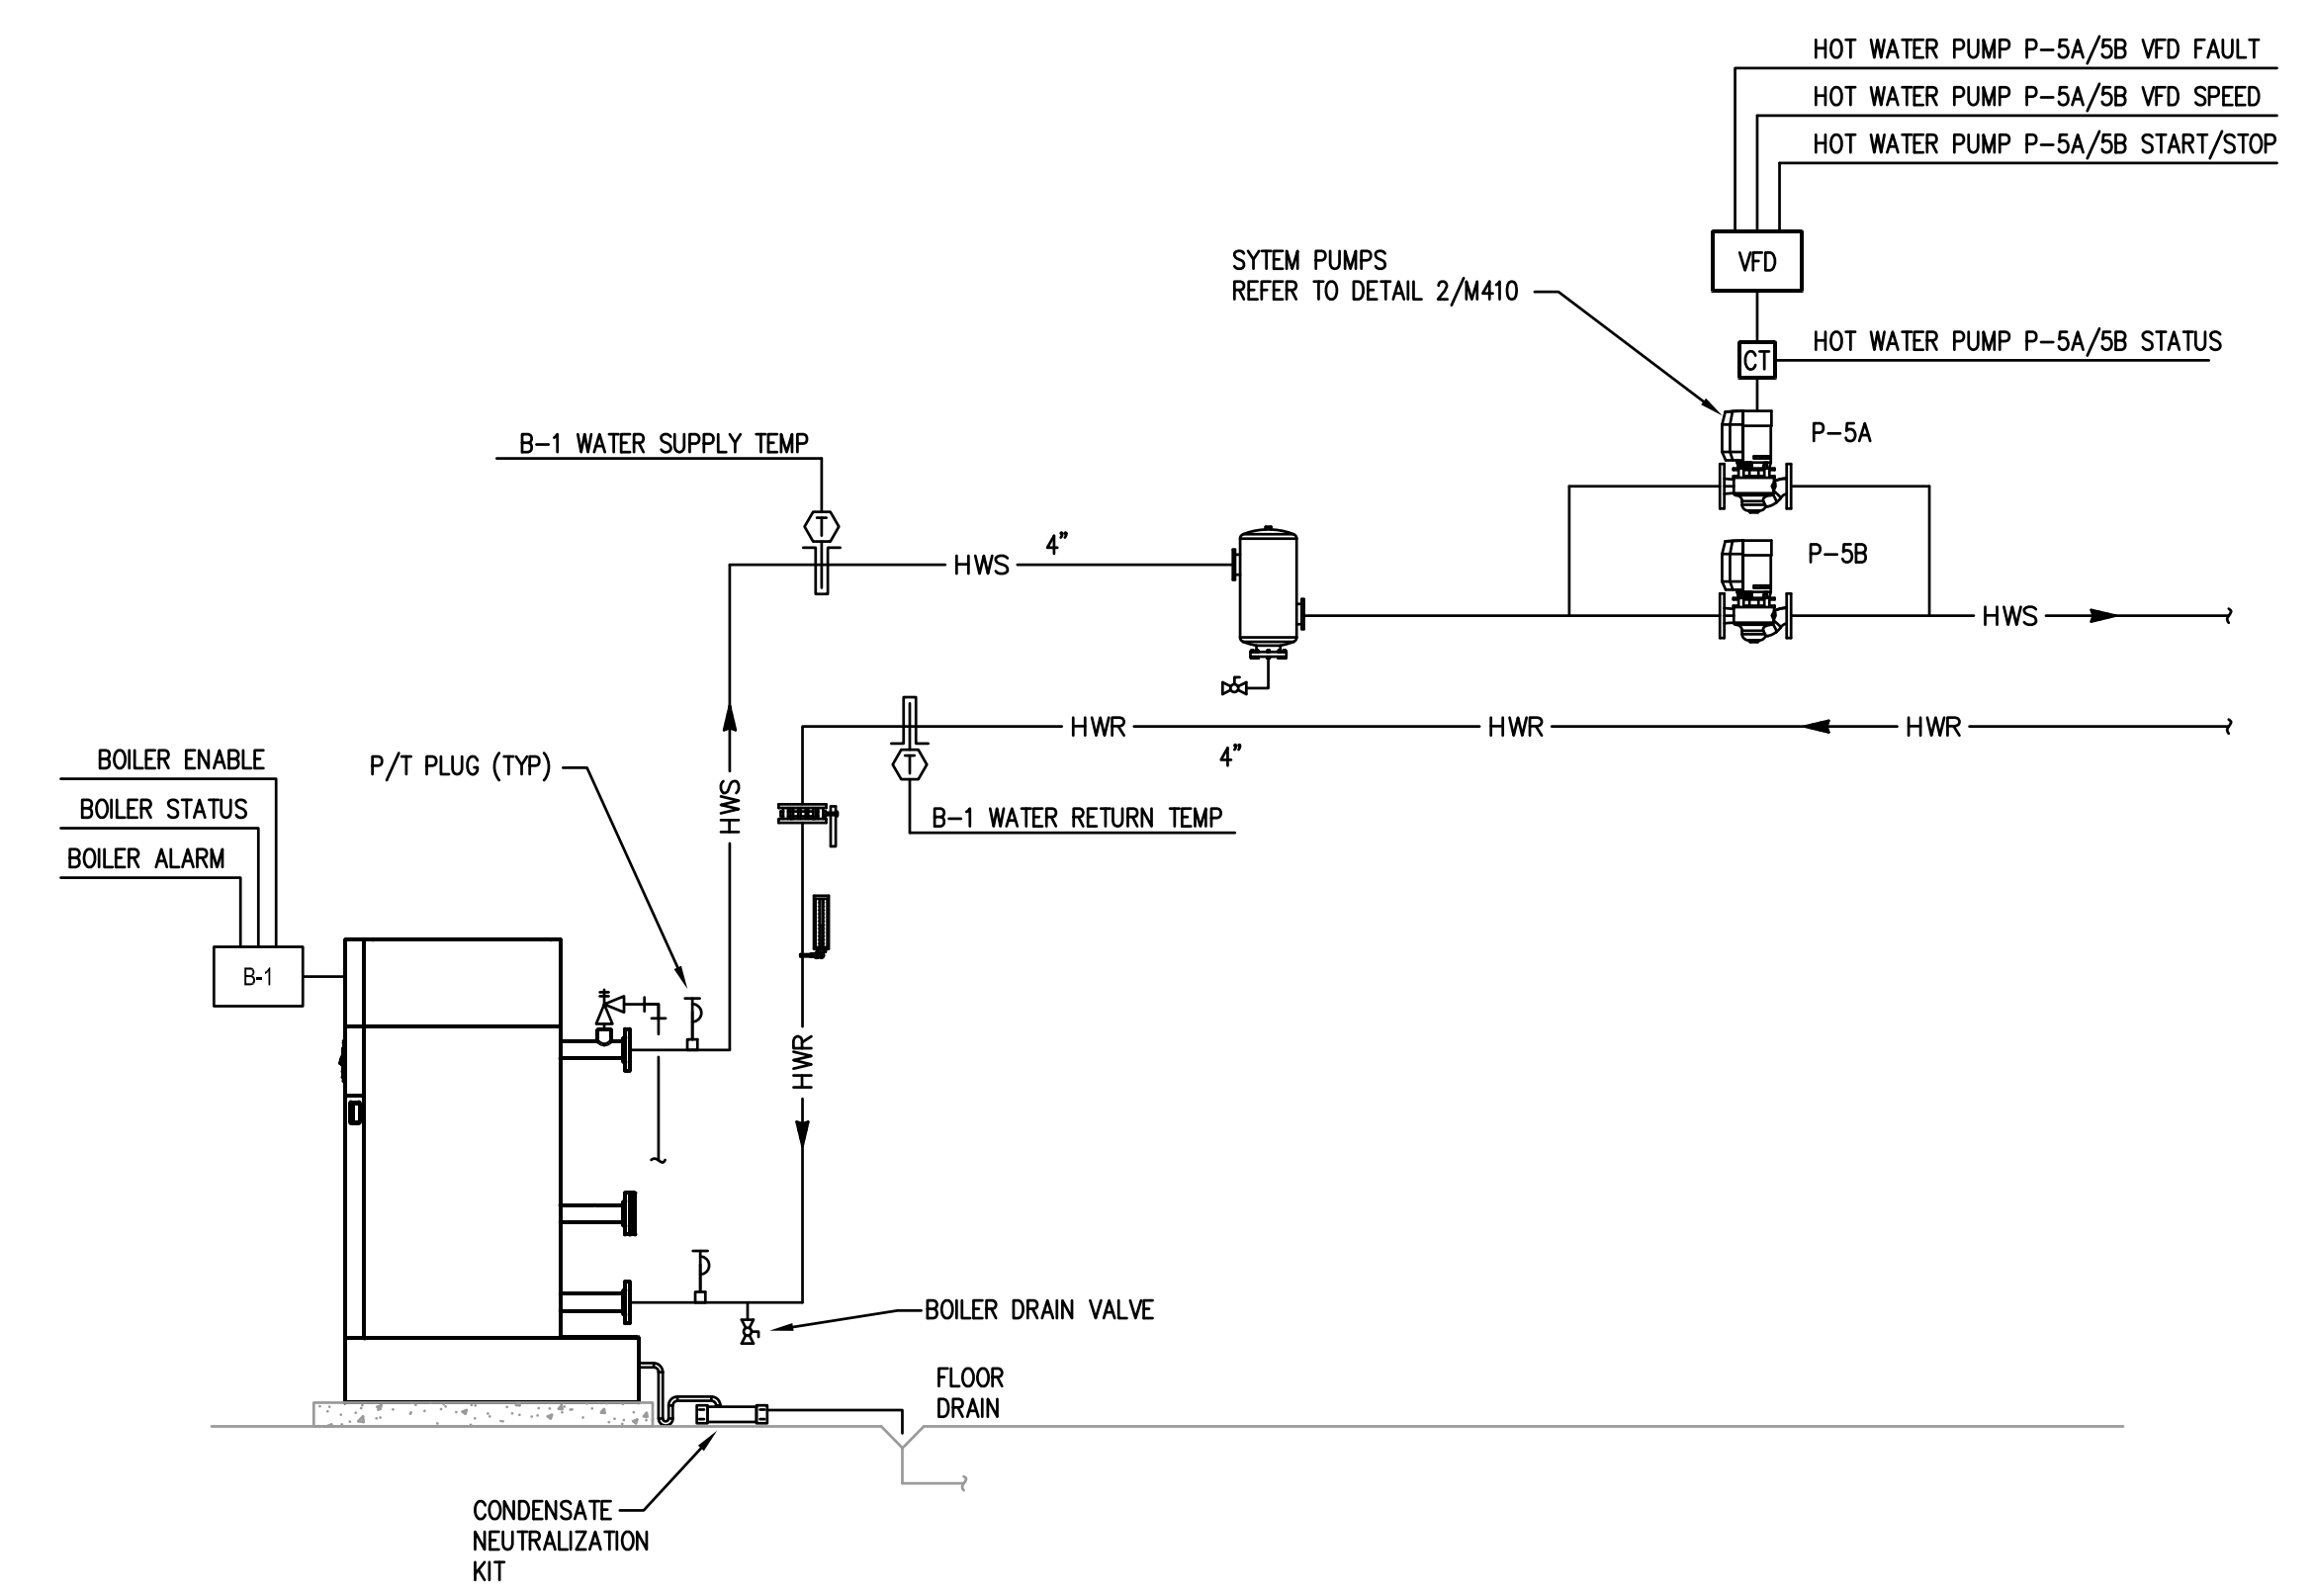 HOT WATER PUMP P-5A/5B VFD FAULT
HOT WATER PUMP P-5A/5B VFD SPEED
HOT WATER PUMP P-5A/5B START/STOP
VFD
SYTEM PUMPS
REFER TO DETAIL 2/M410
HOT WATER PUMP P-5A/5B STATUS
CT
P-5A
B-1 WATER SUPPLY TEMP
T
4"
HWS
P-5B
HWS
HWR
HWR
HWR
4"
T
B-1 WATER RETURN TEMP
BOILER ENABLE
BOILER STATUS
BOILER ALARM
P/T PLUG (TYP)
HWS
B-1
HWR
BOILER DRAIN VALVE
FLOOR
DRAIN
CONDENSATE
NEUTRALIZATION
KIT